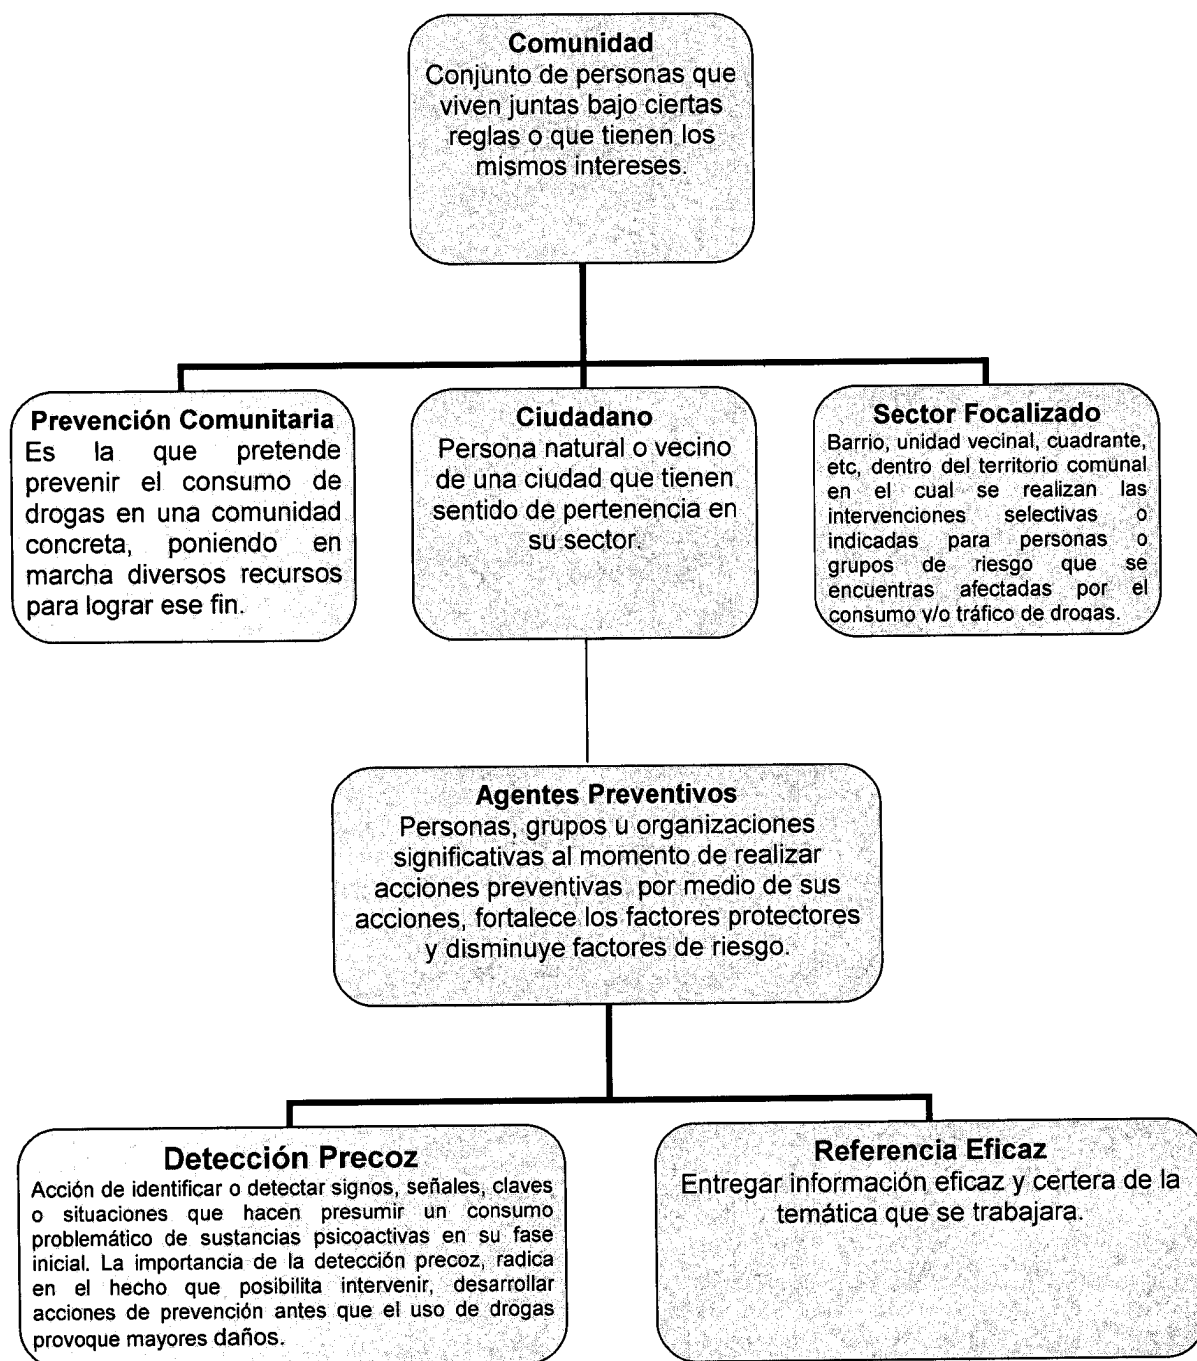 Comunidad
Conjunto de personas que
viven juntas bajo ciertas
reglas o que tienen los
mismos intereses.
Prevención Comunitaria
Es la que pretende
prevenir el consumo de
drogas en una comunidad
concreta, poniendo en
marcha diversos recursos
para lograr ese fin.
Ciudadano
Persona natural o vecino
de una ciudad que tienen
sentido de pertenencia en
su sector.
Sector Focalizado
Barrio, unidad vecinal, cuadrante,
etc, dentro del territorio comunal
en el cual se realizan las
intervenciones selectivas o
indicadas para personas o
grupos de riesgo que se
encuentras afectadas por el
consumo y/o tráfico de drogas.
Agentes Preventivos
Personas, grupos u organizaciones
significativas al momento de realizar
acciones preventivas por medio de sus
acciones, fortalece los factores protectores
y disminuye factores de riesgo.
Detección Precoz
Acción de identificar o detectar signos, señales, claves
o situaciones que hacen presumir un consumo
problemático de sustancias psicoactivas en su fase
inicial. La importancia de la detección precoz, radica
en el hecho que posibilita intervenir, desarrollar
acciones de prevención antes que el uso de drogas
provoque mayores daños.
Referencia Eficaz
Entregar información eficaz y certera de la
temática que se trabajara.